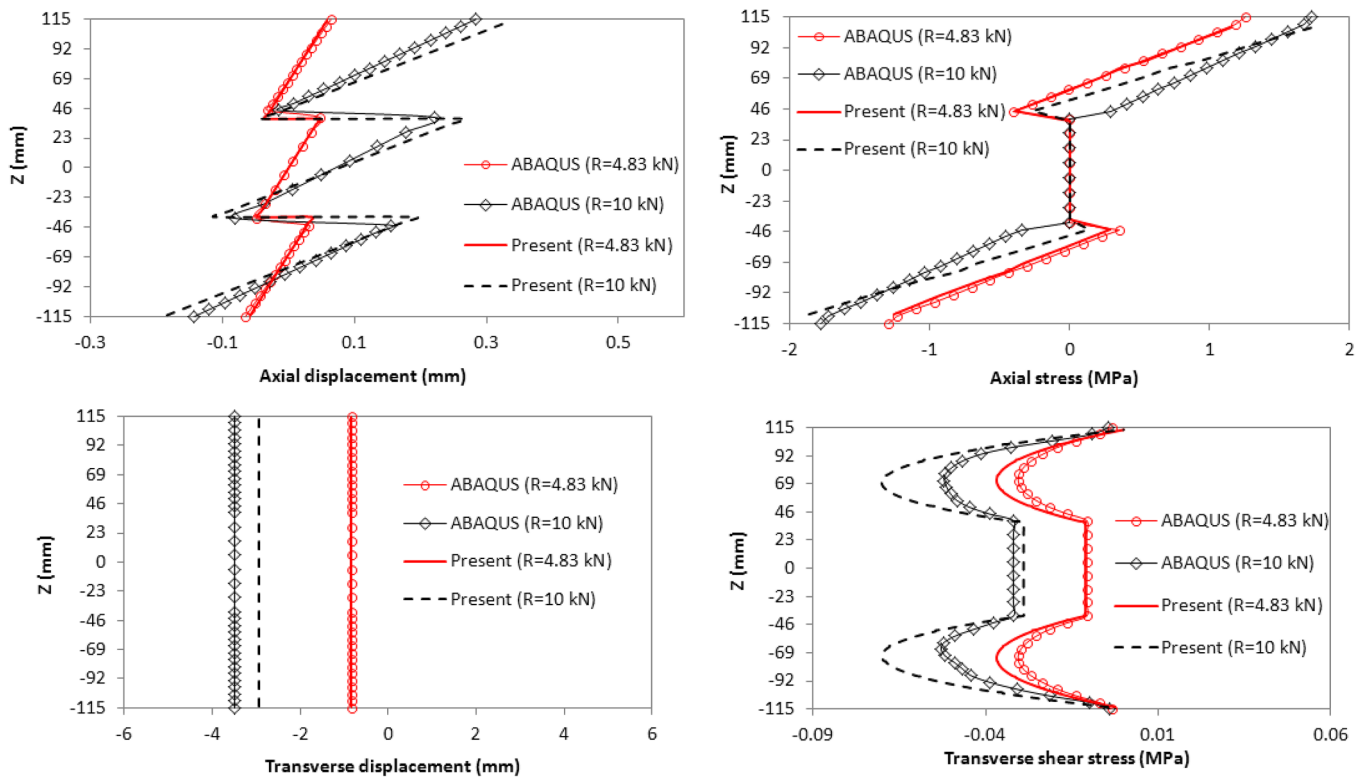 115
92
69
46
23
0
-23
-46
-69
-92
-115
Z (mm)
-0.3
-0.1
0.1
0.3
0.5
Axial displacement (mm)
ABAQUS (R=4.83 kN)
ABAQUS (R=10 kN)
Present (R=4.83 kN)
Present (R=10 kN)
115
92
69
46
23
0
-23
-46
-69
-92
-115
Z (mm)
-2
-1
0
1
2
Axial stress (MPa)
ABAQUS (R=4.83 kN)
ABAQUS (R=10 kN)
Present (R=4.83 kN)
Present (R=10 kN)
115
92
69
46
23
0
-23
-46
-69
-92
-115
Z (mm)
-6
-4
-2
0
2
4
6
Transverse displacement (mm)
ABAQUS (R=4.83 kN)
ABAQUS (R=10 kN)
Present (R=4.83 kN)
Present (R=10 kN)
115
92
69
46
23
0
-23
-46
-69
-92
-115
Z (mm)
-0.09
-0.04
0.01
0.06
Transverse shear stress (MPa)
ABAQUS (R=4.83 kN)
ABAQUS (R=10 kN)
Present (R=4.83 kN)
Present (R=10 kN)